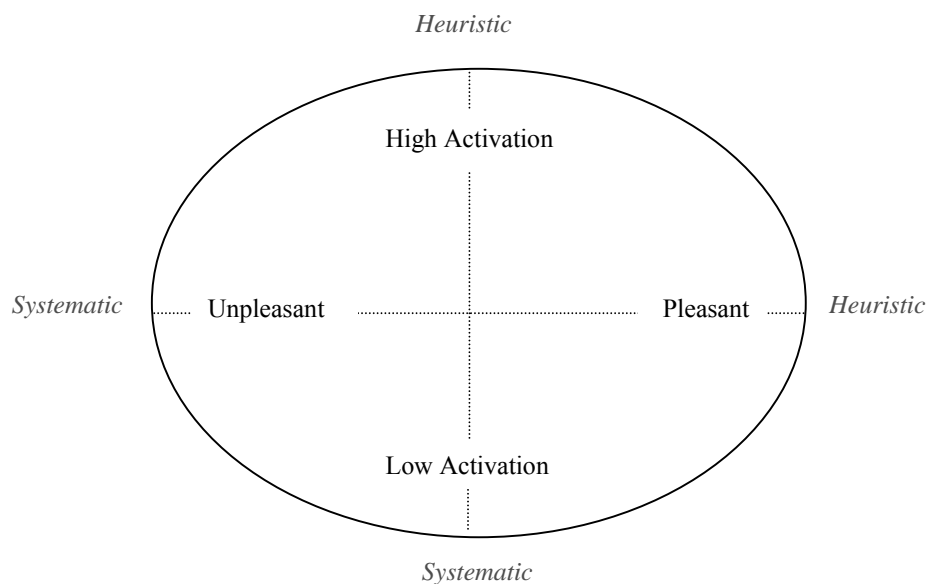 Heuristic
High Activation
Systematic Unpleasant Pleasant Heuristic
Low Activation
Systematic